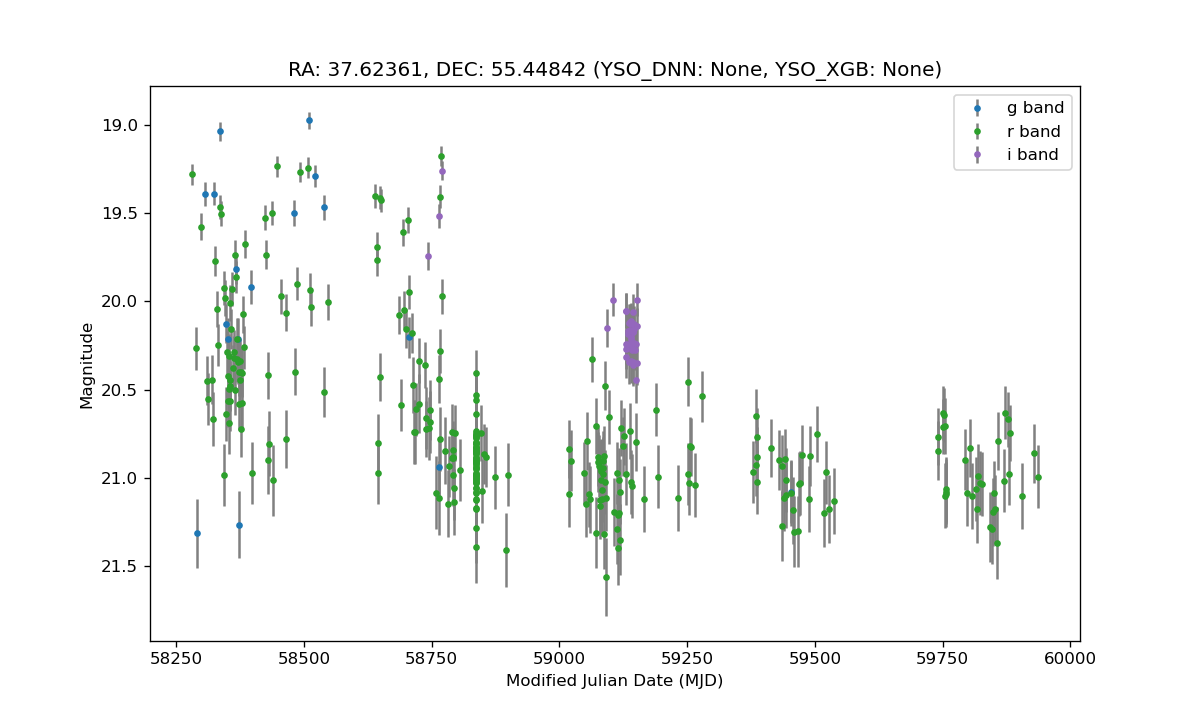 RA: 37.62361, DEC: 55.44842 (YSO_DNN: None, YSO_XGB: None)
g band
r band
i band
19.0
19.5
20.0
20.5
21.0
21.5
Magnitude
58250 58500 58750 59000 59250 59500 59750 60000
Modified Julian Date (MJD)